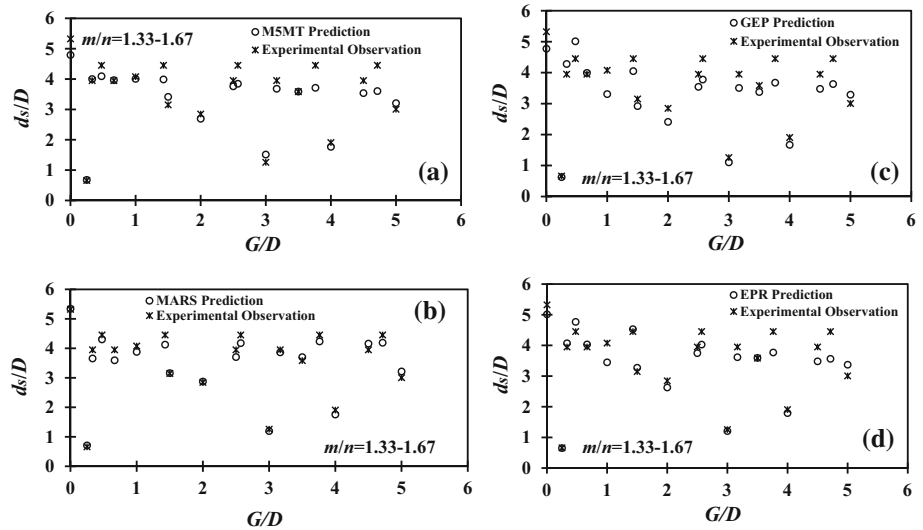 6
5
4
3
2
1
0
ds/D
m/n=1.33-1.67
M5MT Prediction
Experimental Observation
(a)
0 1 2 3 4 5 6
G/D
6
5
4
3
2
1
0
GEP Prediction
Experimental Observation
(c)
ds/D
m/n=1.33-1.67
0 1 2 3 4 5 6
G/D
6
5
4
3
2
1
0
MARS Prediction
Experimental Observation
(b)
ds/D
m/n=1.33-1.67
0 1 2 3 4 5 6
G/D
6
5
4
3
2
1
0
EPR Prediction
Experimental Observation
ds/D
m/n=1.33-1.67
(d)
0 1 2 3 4 5 6
G/D